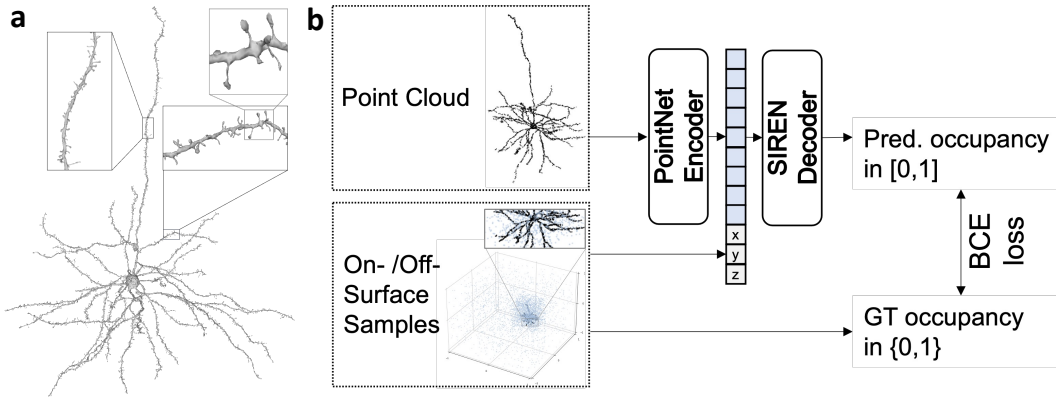 a
b
Point Cloud
PointNet
Encoder
SIREN
Decoder
Pred. occupancy
in [0,1]
x
y
z
On- /Off-
Surface
Samples
BCE
loss
GT occupancy
in {0,1}